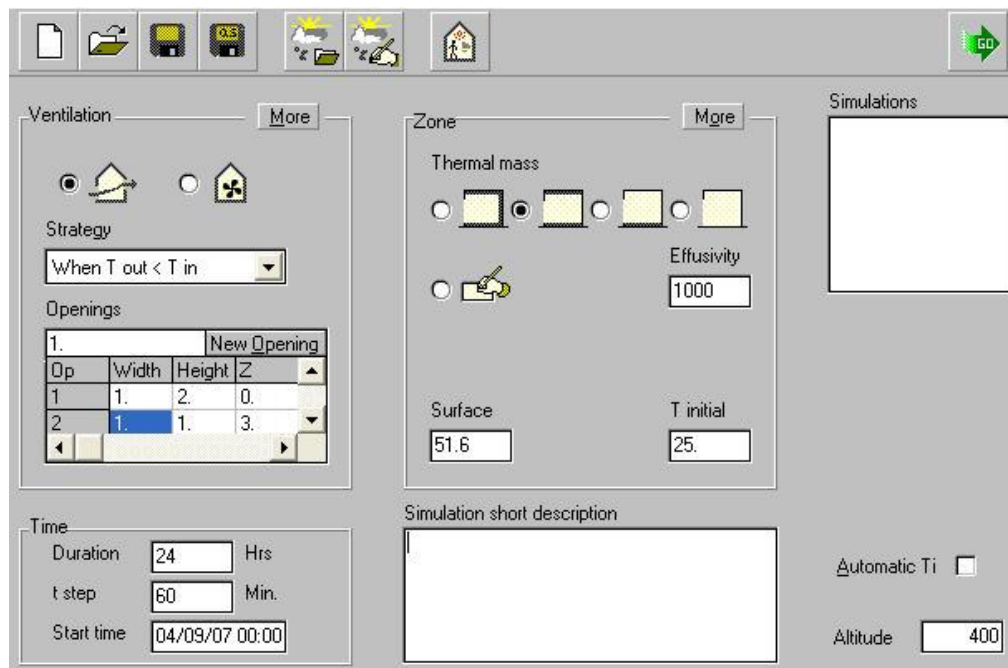 0.S
GO
Ventilation
More
Strategy
When T out < T in
Openings
1.
New Opening
Op Width Height Z
1 1. 2. 0.
2 1. 1. 3.
Zone
More
Thermal mass
Effusivity
1000
Surface
51.6
T initial
25.
Simulations
Time
Duration 24 Hrs
t step 60 Min.
Start time 04/09/07 00:00
Simulation short description
Automatic Ti
Altitude 400